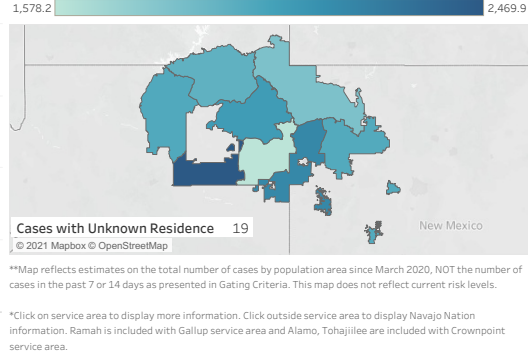 1,578.2 2,469.9
Cases with Unknown Residence 19
© 2021 Mapbox © OpenStreetMap
New Mexico
**Map reflects estimates on the total number of cases by population area since March 2020, NOT the number of
cases in the past 7 or 14 days as presented in Gating Criteria. This map does not reflect current risk levels.
*Click on service area to display more information. Click outside service area to display Navajo Nation
information. Ramah is included with Gallup service area and Alamo, Tohajiilee are included with Crownpoint
service area.